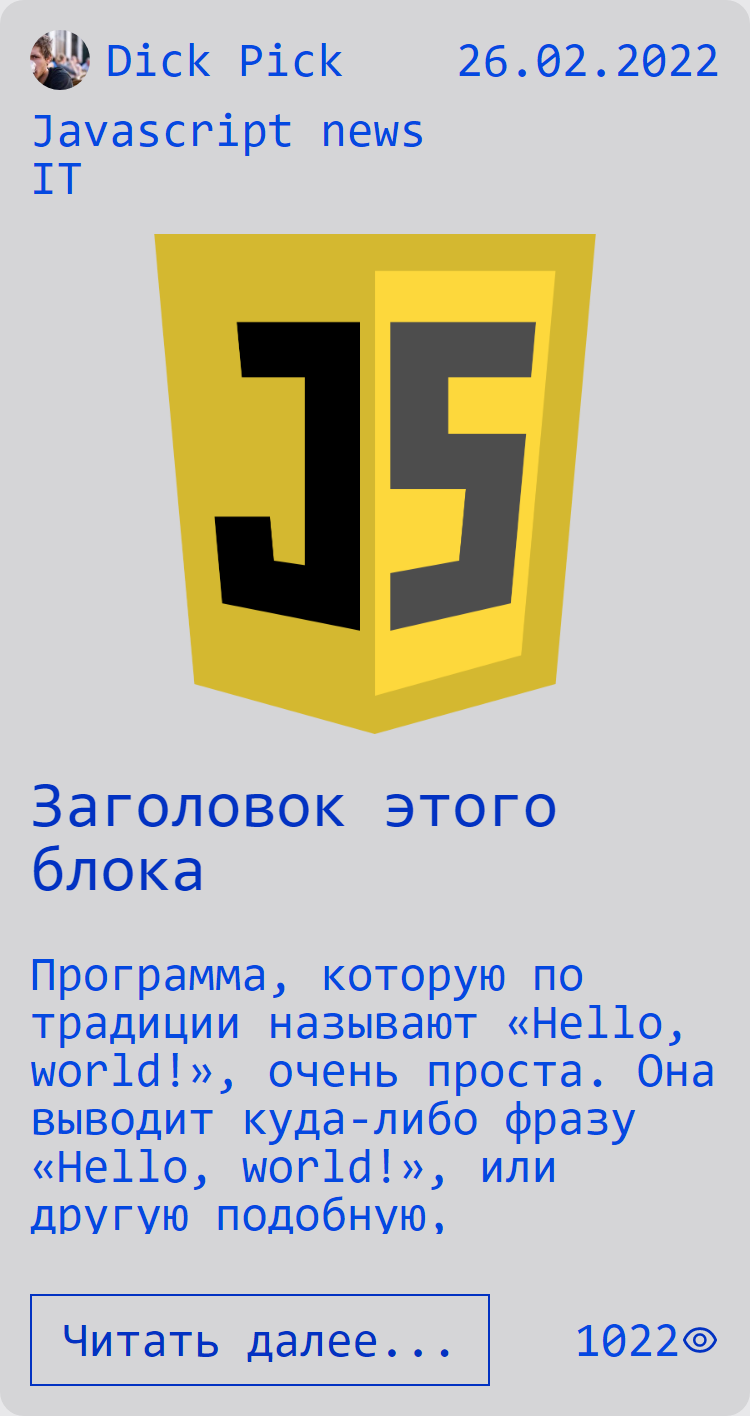 Dick Pick 26.02.2022
Javascript news
IT
JS
Заголовок этого
блока
Программа, которую по
традиции называют «Hello,
world!», очень проста. Она
выводит куда-либо фразу
«Hello, world!», или
другую подобную,
Читать далее... 1022